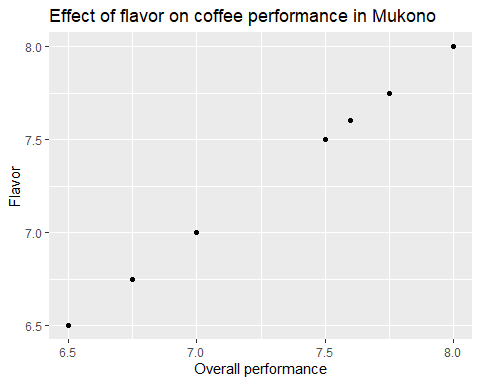 Effect of flavor on coffee performance in Mukono
8.0
7.5
7.0
6.5
Flavor
6.5 7.0 7.5 8.0
Overall performance